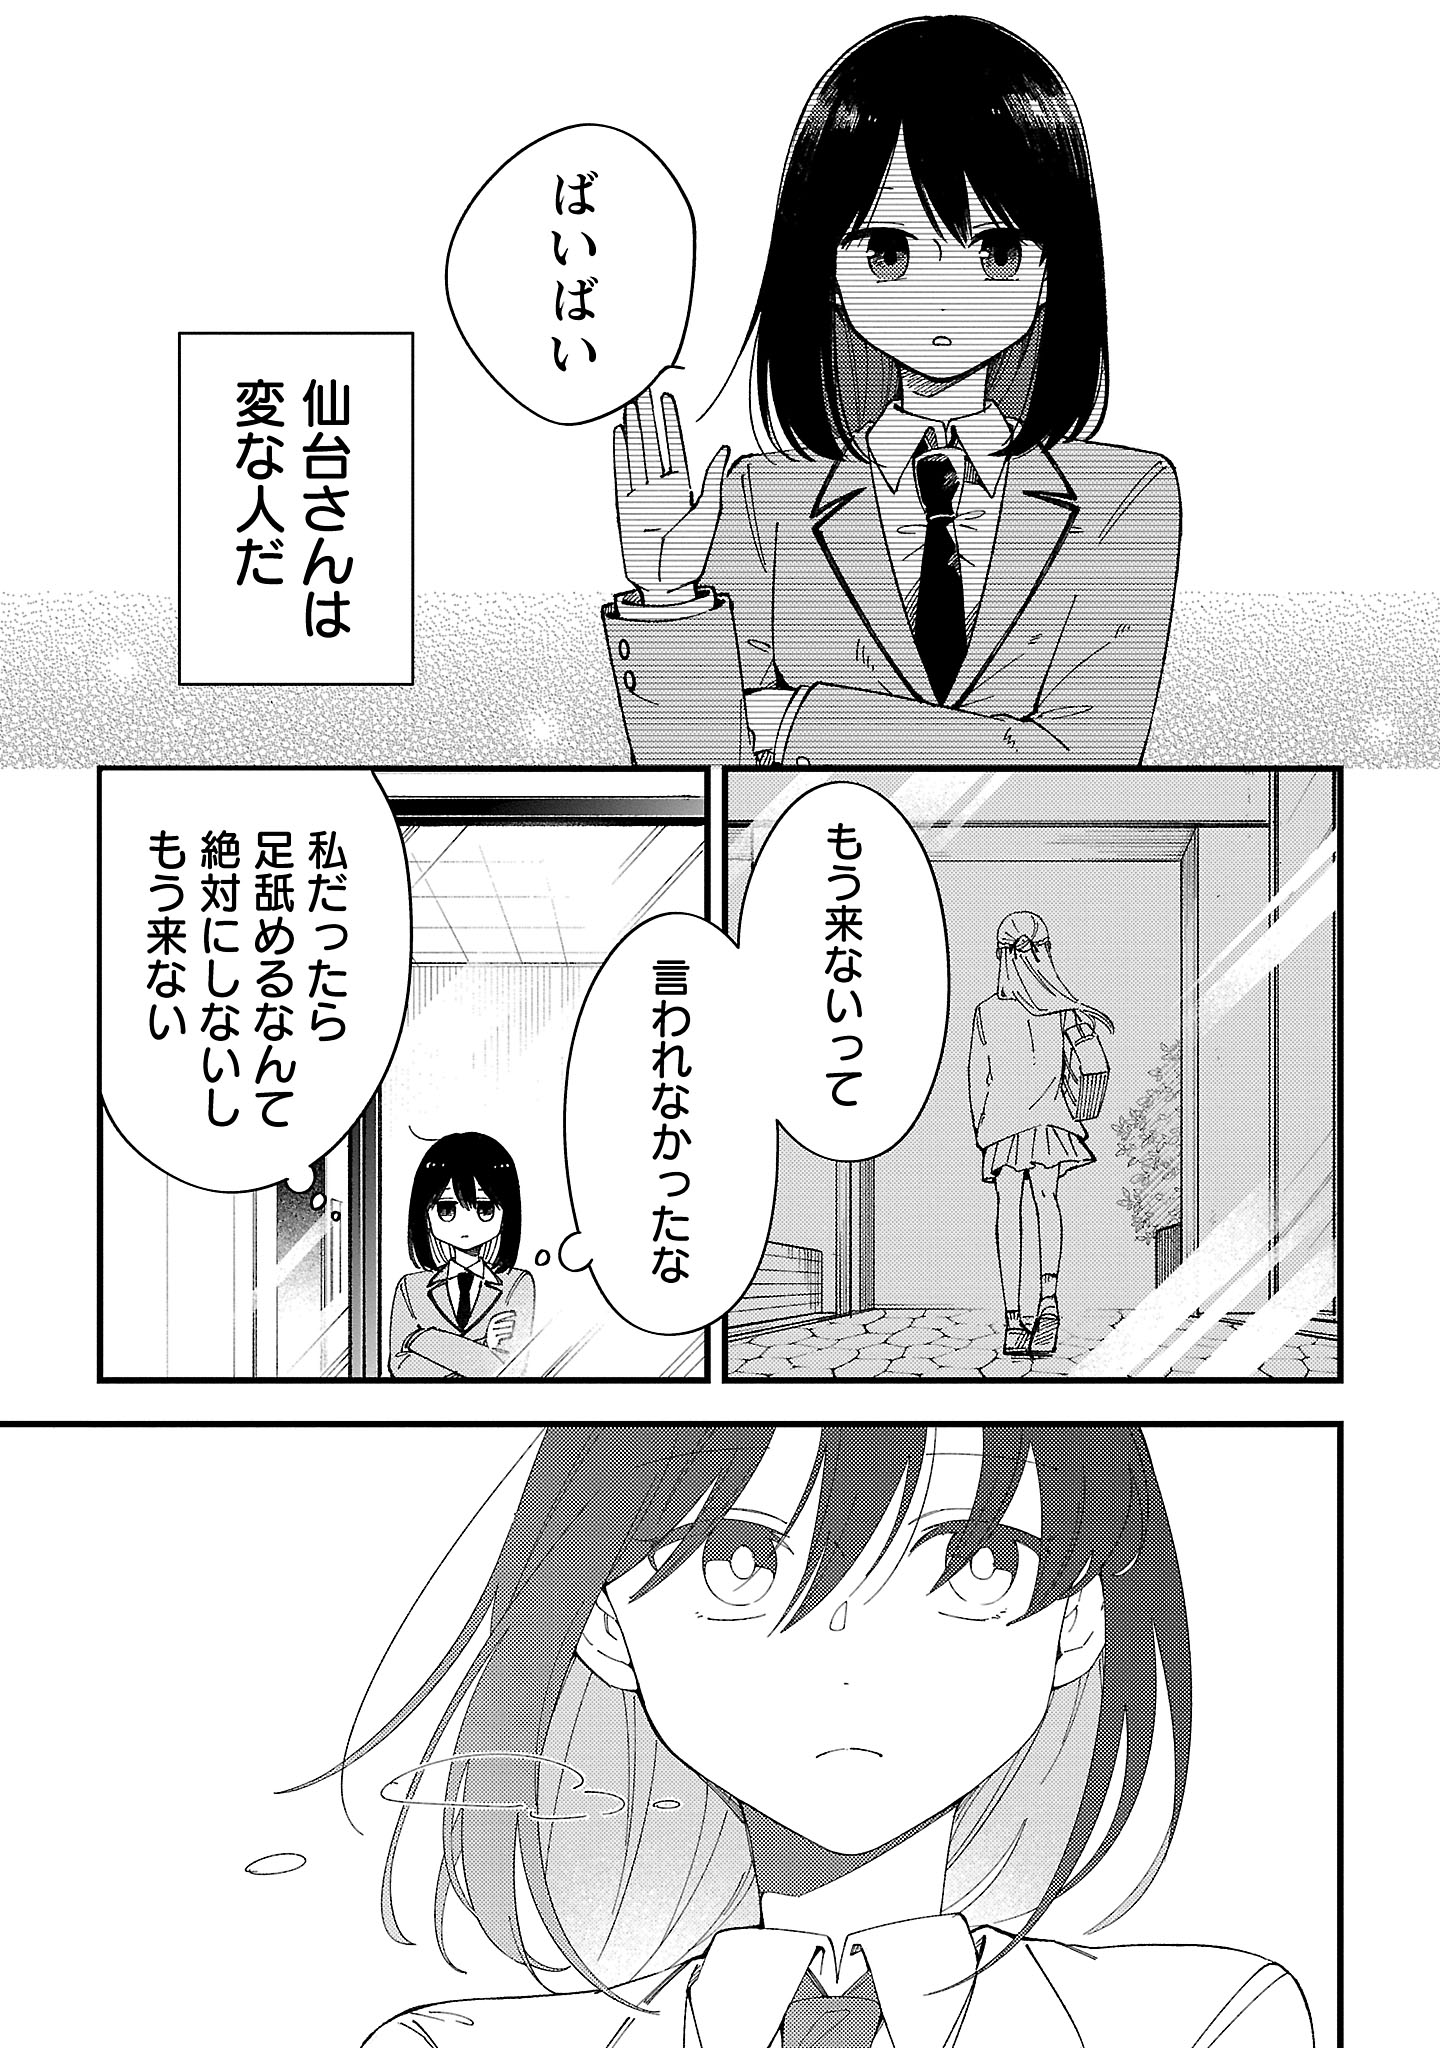 ばいばい
仙台さんは
変な人だ
もう来ないって
言われなかったな
私だったら
足舐めるなんて
絶対にしないし
もう来ない